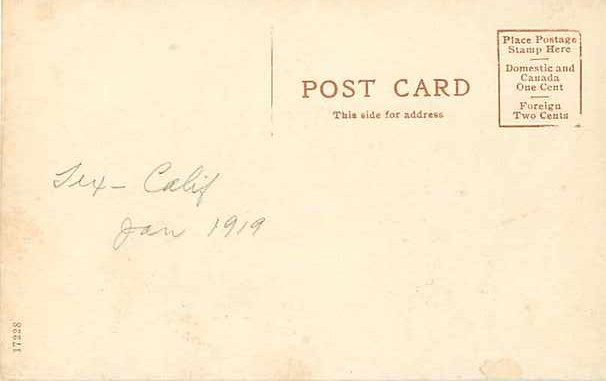 POST CARD
This side for address
Place Postage
Stamp Here
Domestic and
Canada
One Cent
Foreign
Two Cents
Tex - Calif
Jan 1919
17228